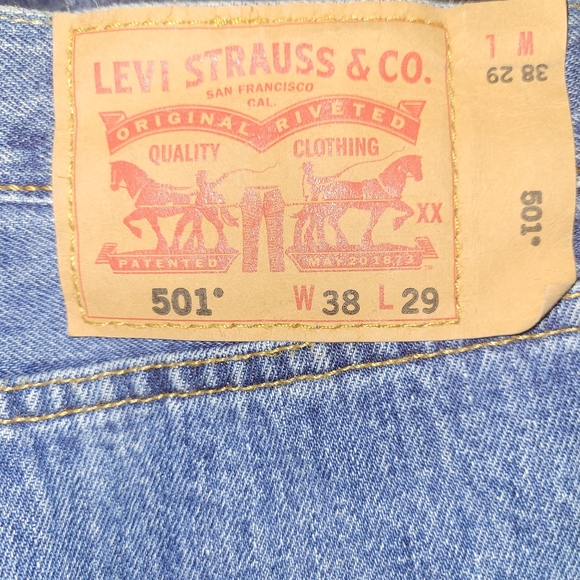 LEVI STRAUSS & CO.
SAN FRANCISCO
CAL.
ORIGINAL RIVETED
QUALITY CLOTHING
XX
PATENTED MAY 20 1873 ™
501® W 38 L 29
W L
38 29
501®